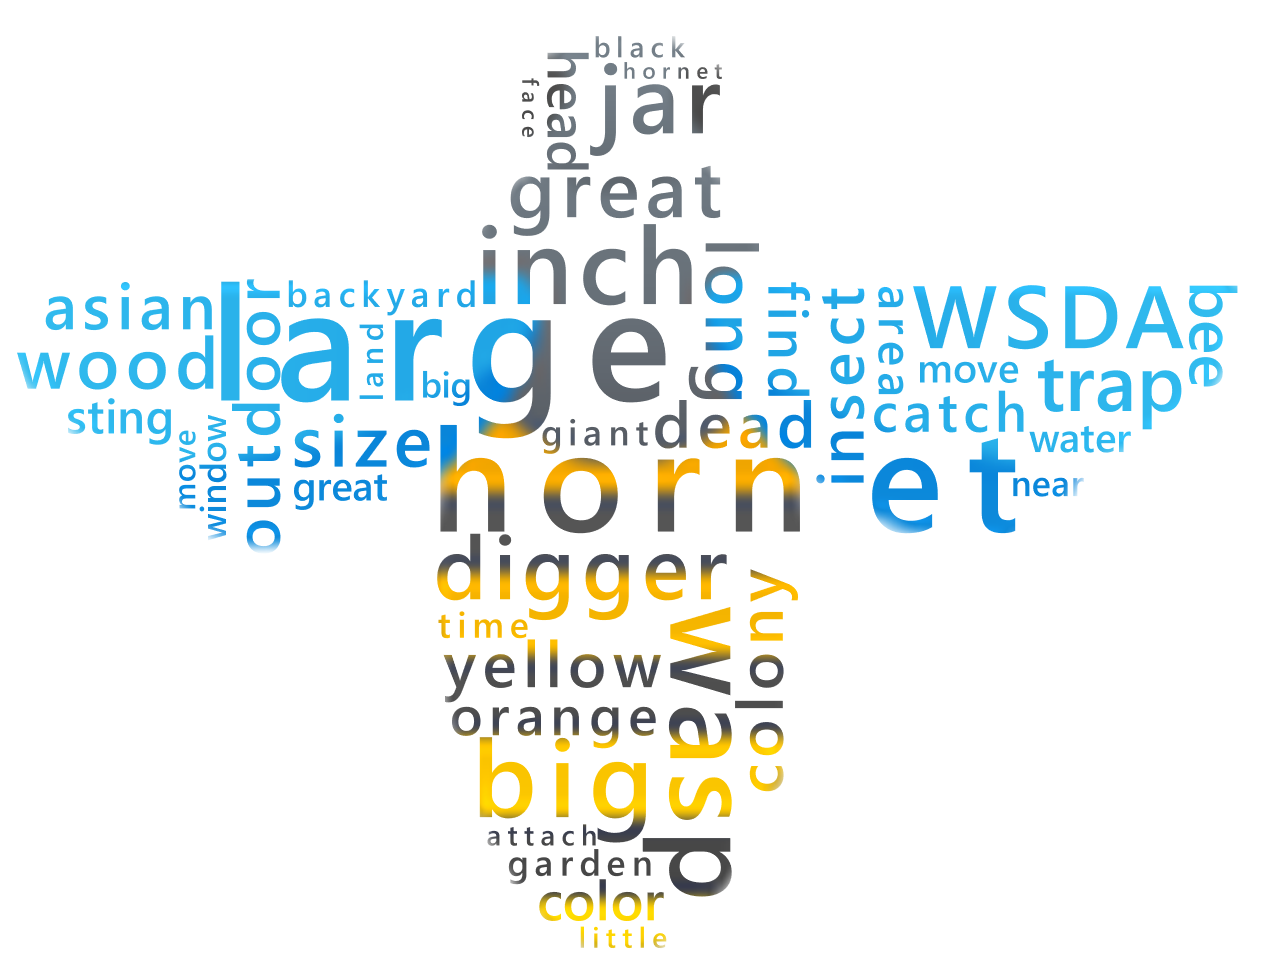 black
hornet
face
head
jar
great
inch
long
asian
backyard
large
outdoor
land
find
insect
area
WSDA
bee
wood
big
move
trap
sting
catch
giant
dead
size
water
move
window
great
hornet
near
digger
colony
time
wasp
yellow
orange
big
attach
garden
color
little